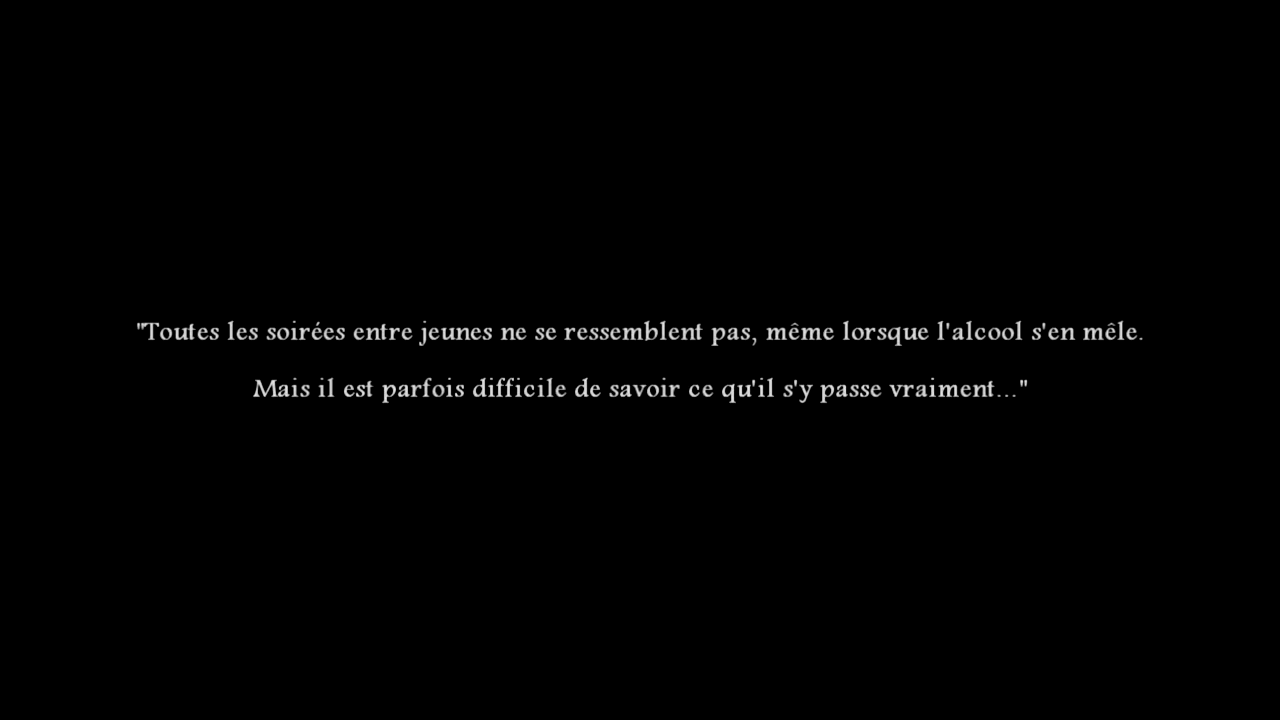 "Toutes les soirées entre jeunes ne se ressemblent pas, même lorsque l'alcool s'en mêle.
Mais il est parfois difficile de savoir ce qu'il s'y passe vraiment..."